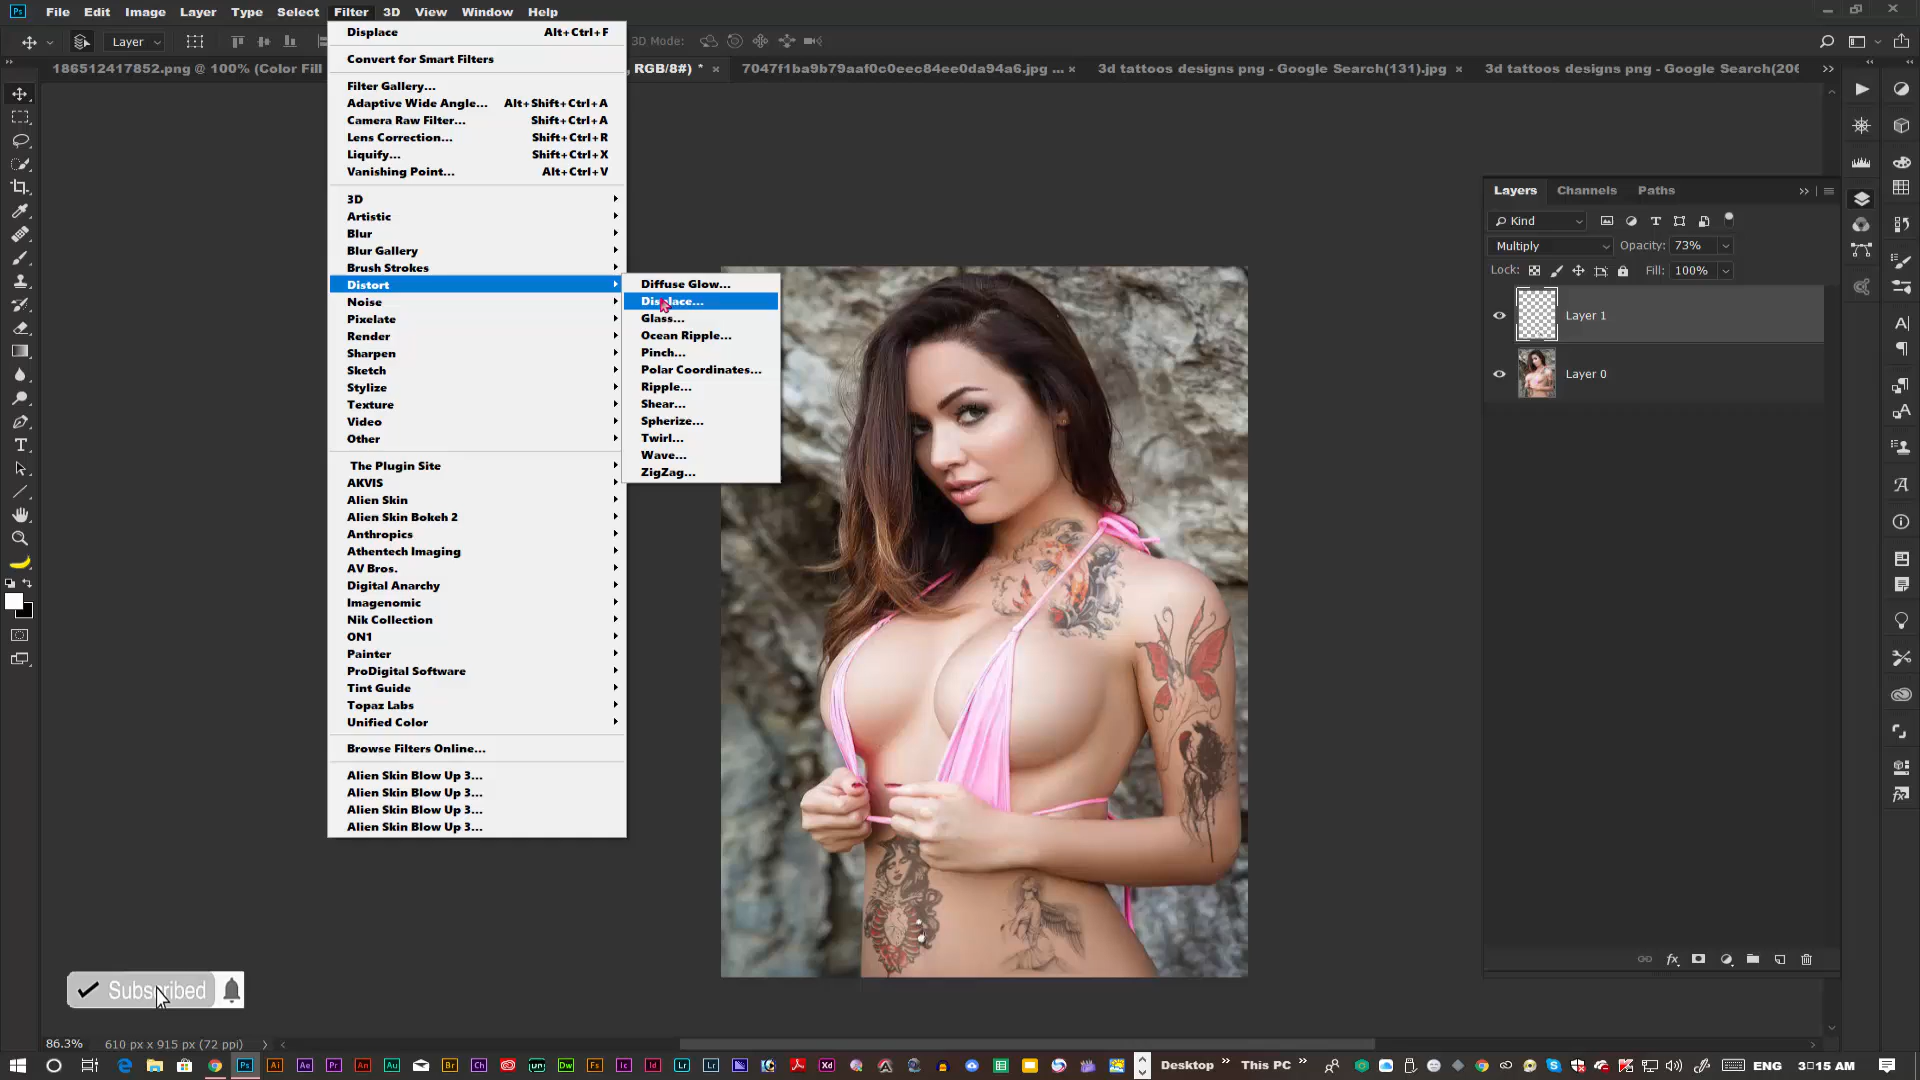 File Edit Image Layer Type Select Filter 3D View Window Help
Layer
3D Mode:
186512417852.png @ 100% (Color Fill
, RGB/8#) * ×
7047f1ba9b79aaf0c0eec84ee0da94a6.jpg ... ×
3d tattoos designs png - Google Search(131).jpg ×
3d tattoos designs png - Google Search(206
Displace Alt+Ctrl+F
Convert for Smart Filters
Filter Gallery...
Adaptive Wide Angle... Alt+Shift+Ctrl+A
Camera Raw Filter... Shift+Ctrl+A
Lens Correction... Shift+Ctrl+R
Liquify... Shift+Ctrl+X
Vanishing Point... Alt+Ctrl+V
3D
Artistic
Blur
Blur Gallery
Brush Strokes
Distort
Noise
Pixelate
Render
Sharpen
Sketch
Stylize
Texture
Video
Other
The Plugin Site
AKVIS
Alien Skin
Alien Skin Bokeh 2
Anthropics
Athentech Imaging
AV Bros.
Digital Anarchy
Imagenomic
Nik Collection
ON1
Painter
ProDigital Software
Tint Guide
Topaz Labs
Unified Color
Browse Filters Online...
Alien Skin Blow Up 3...
Alien Skin Blow Up 3...
Alien Skin Blow Up 3...
Alien Skin Blow Up 3...
Diffuse Glow...
Displace...
Glass...
Ocean Ripple...
Pinch...
Polar Coordinates...
Ripple...
Shear...
Spherize...
Twirl...
Wave...
ZigZag...
Layers Channels Paths
Kind
Multiply Opacity: 73%
Lock: Fill: 100%
Layer 1
Layer 0
Subscribed
86.3% 610 px x 915 px (72 ppi)
Desktop This PC ENG 3:15 AM